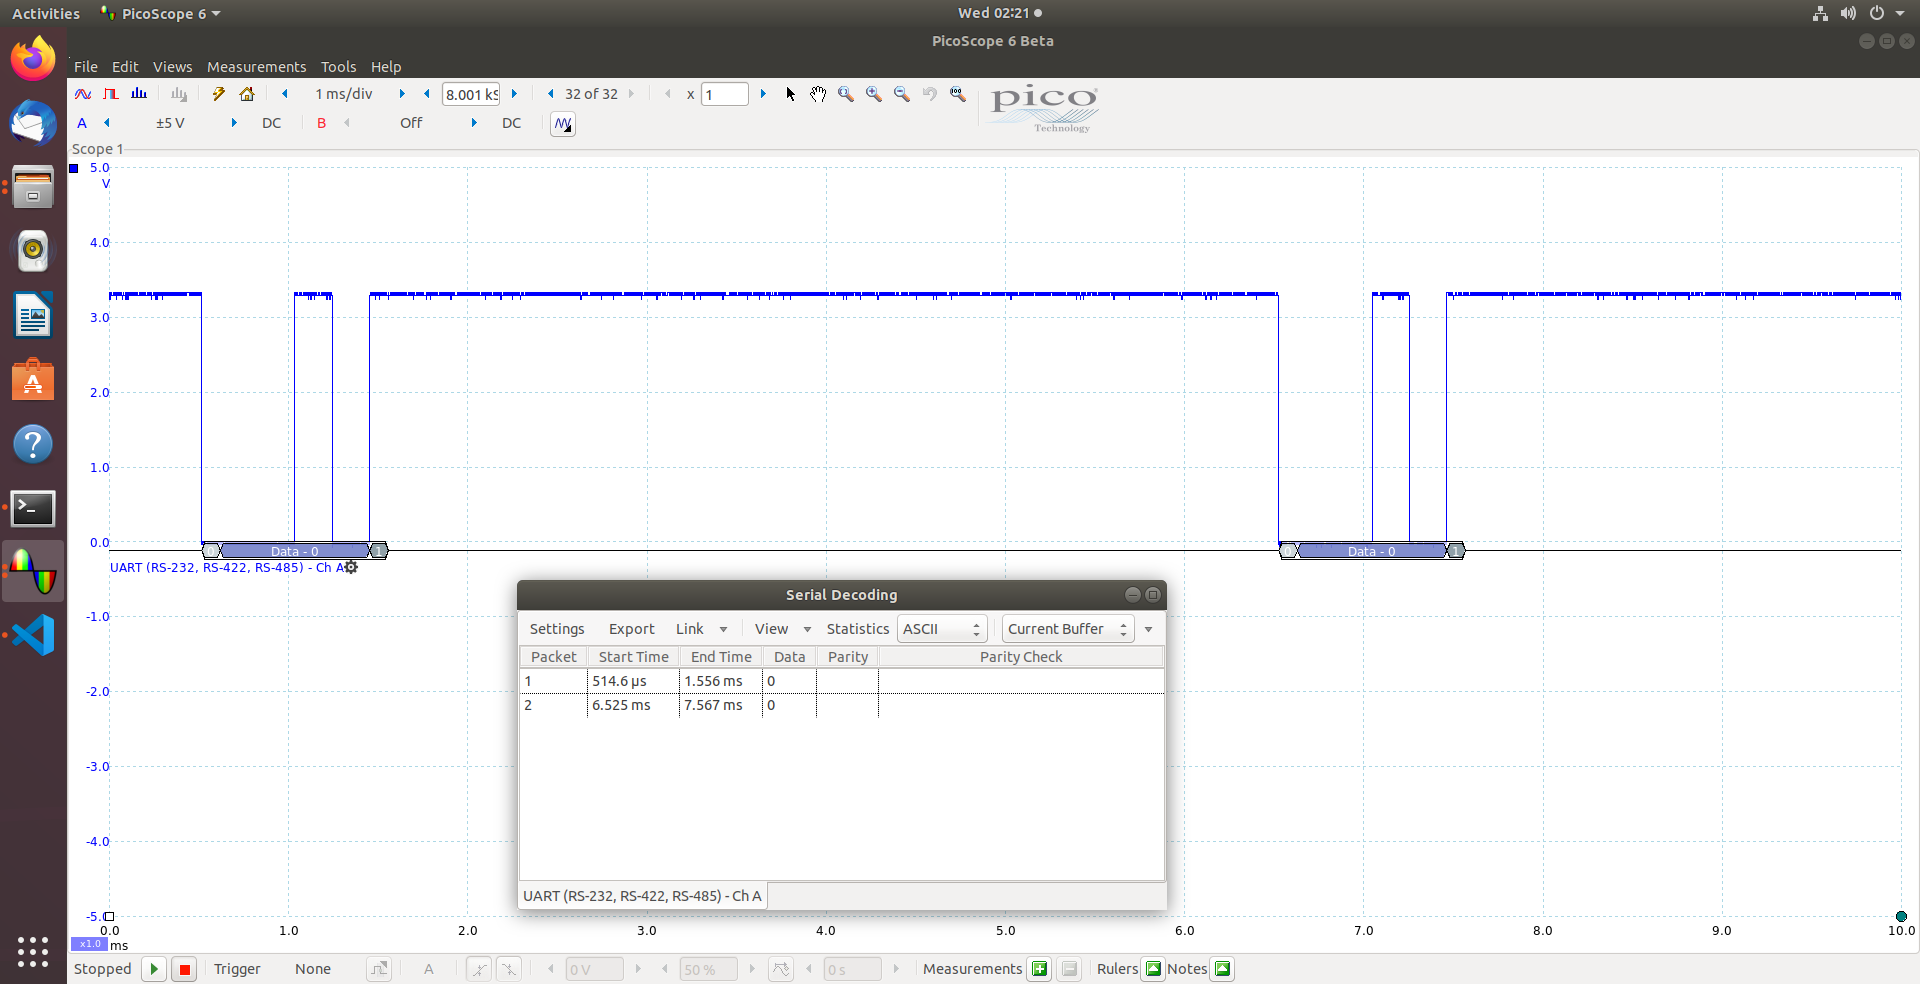 Activities PicoScope 6 Wed 02:21
PicoScope 6 Beta
File Edit Views Measurements Tools Help
1 ms/div 8.001 kS 32 of 32 x 1
A ±5 V DC B Off DC
pico
Technology
Scope 1
5.0
V
4.0
3.0
2.0
1.0
0.0
0 Data - 0 1 0 Data - 0 1
UART (RS-232, RS-422, RS-485) - Ch A
-1.0
-2.0
-3.0
-4.0
-5.0
0.0 1.0 2.0 3.0 4.0 5.0 6.0 7.0 8.0 9.0 10.0
x1.0 ms
Serial Decoding
Settings Export Link View Statistics ASCII Current Buffer
Packet Start Time End Time Data Parity Parity Check
1 514.6 µs 1.556 ms 0
2 6.525 ms 7.567 ms 0
UART (RS-232, RS-422, RS-485) - Ch A
Stopped Trigger None A 0 V 50 % 0 s Measurements Rulers Notes